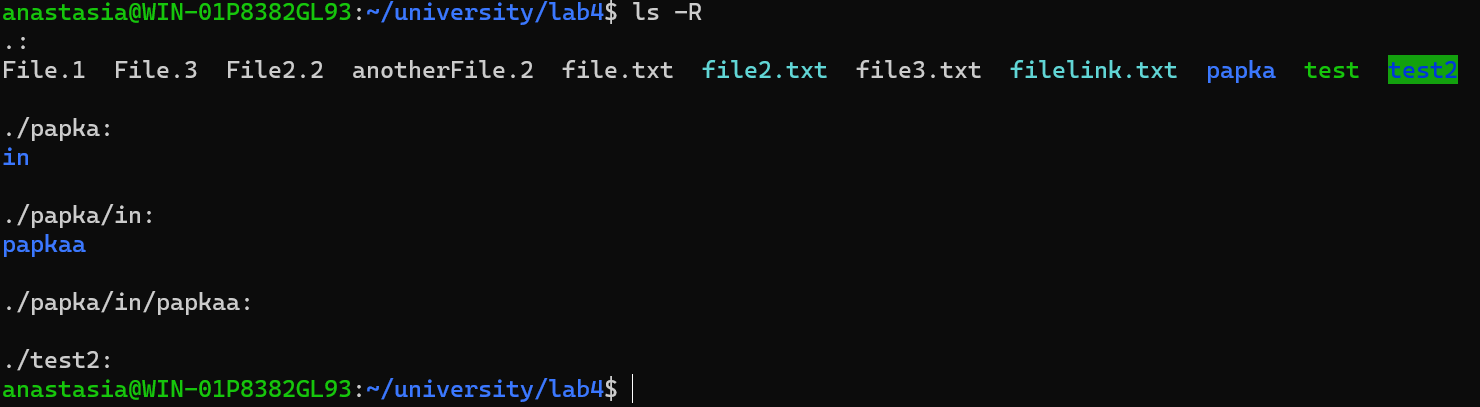 anastasia@WIN-01P8382GL93:~/university/lab4$ ls -R
.:
File.1  File.3  File2.2  anotherFile.2  file.txt  file2.txt  file3.txt  filelink.txt  papka  test  test2
./papka:
in
./papka/in:
papkaa
./papka/in/papkaa:
./test2:
anastasia@WIN-01P8382GL93:~/university/lab4$